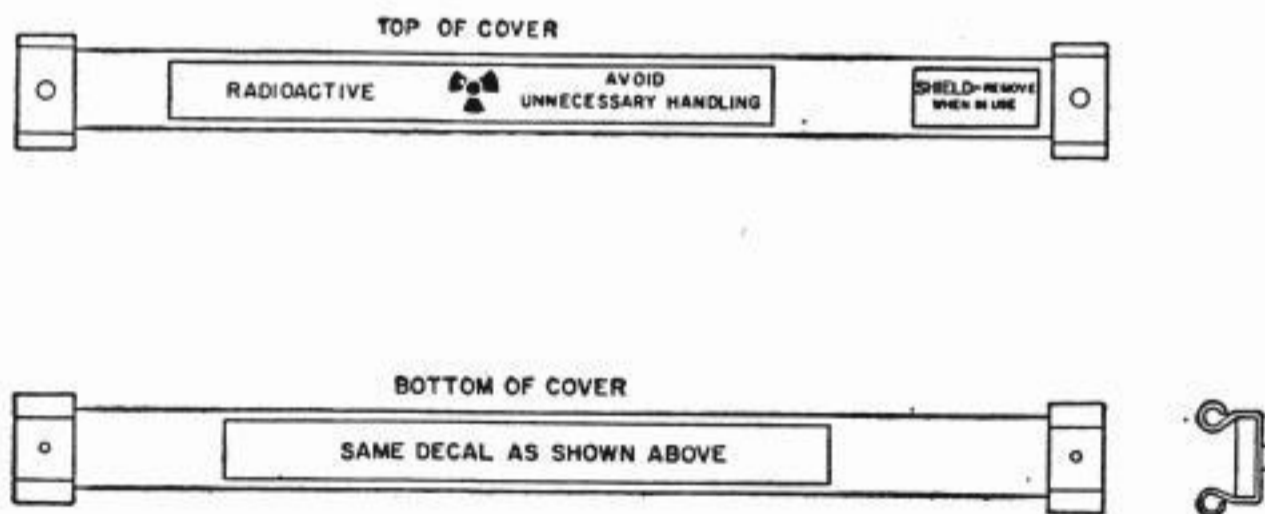 TOP OF COVER
RADIOACTIVE
AVOID
UNNECESSARY HANDLING
SHIELD-REMOVE
WHEN IN USE
BOTTOM OF COVER
SAME DECAL AS SHOWN ABOVE